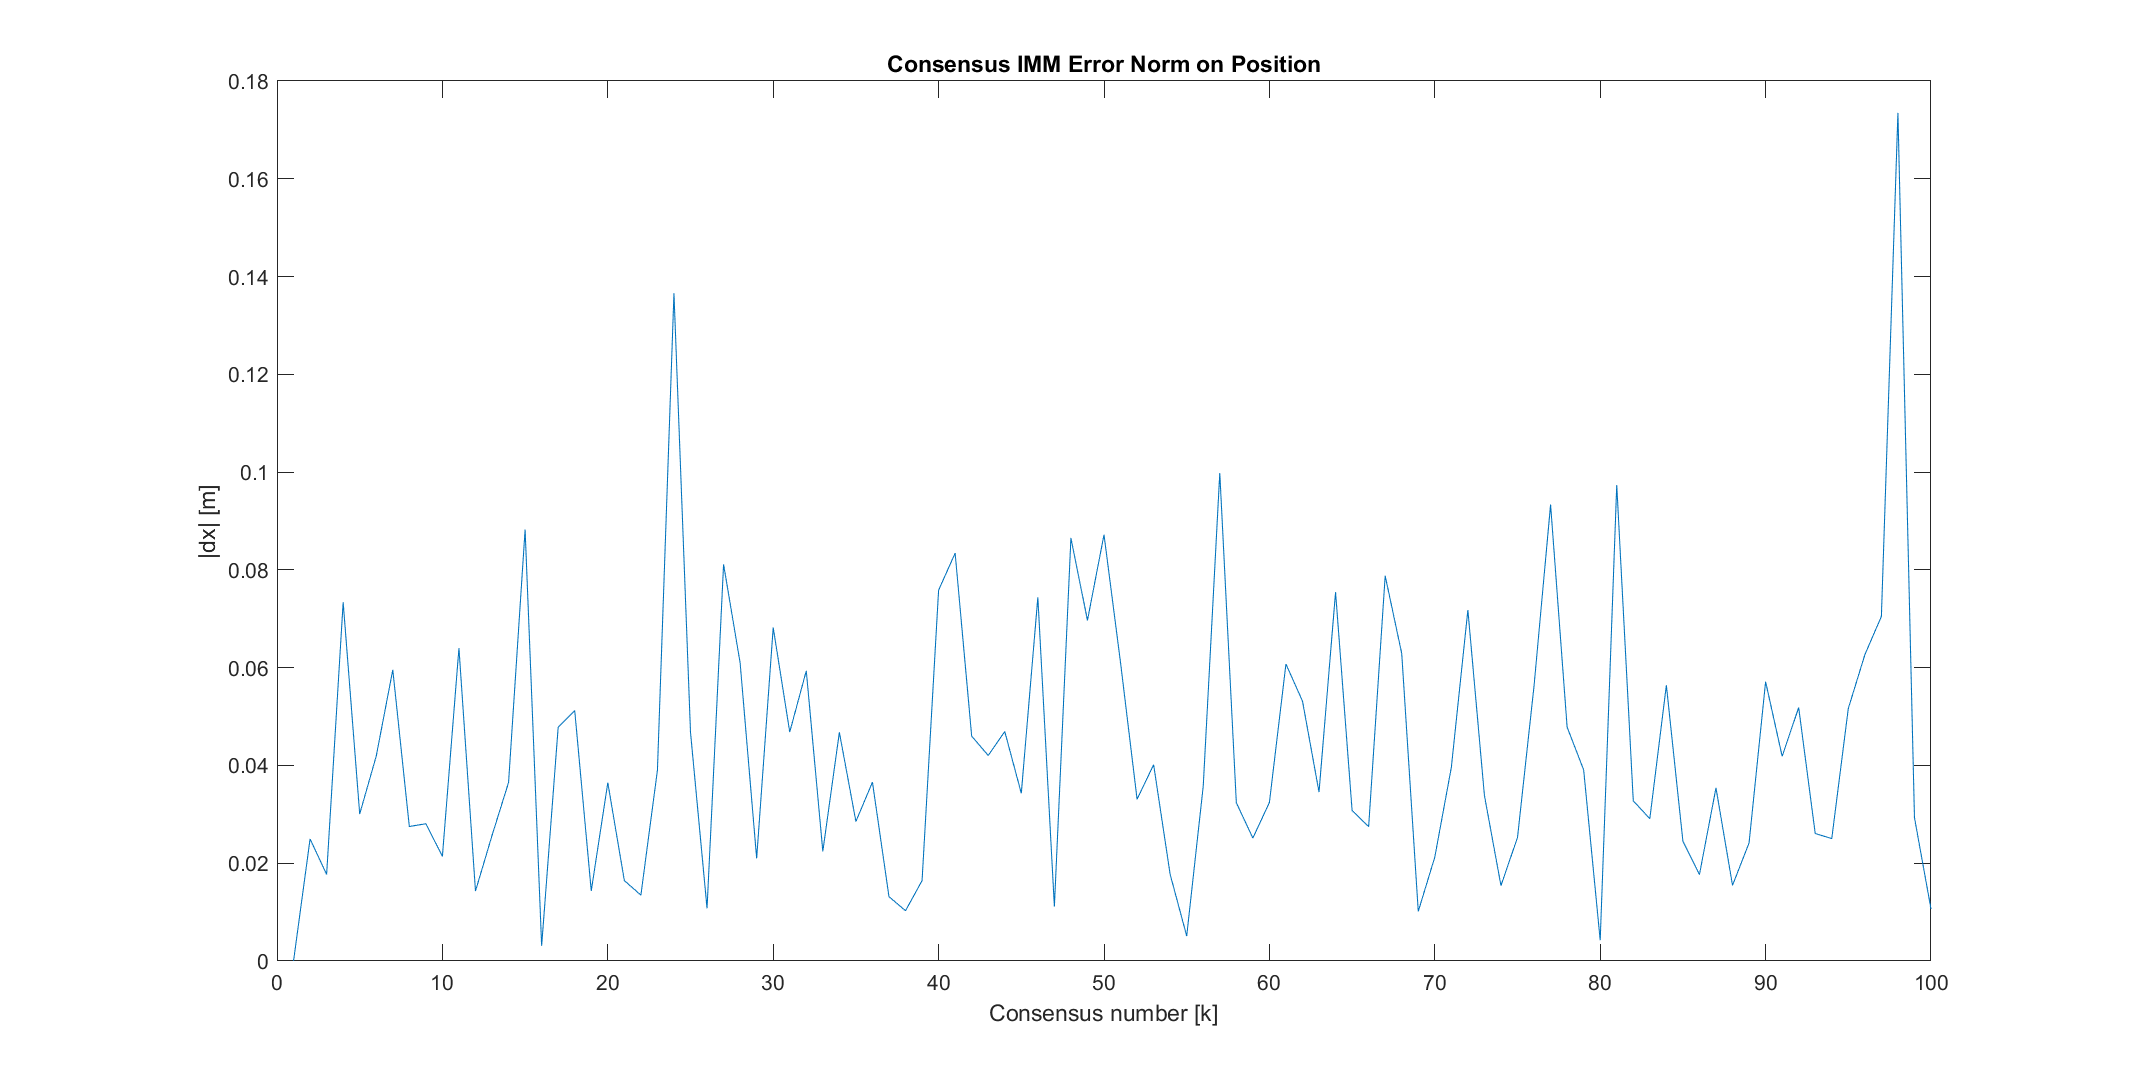 Consensus IMM Error Norm on Position
0.18
0.16
0.14
0.12
0.1
0.08
0.06
0.04
0.02
0
|dx| [m]
0 10 20 30 40 50 60 70 80 90 100
Consensus number [k]